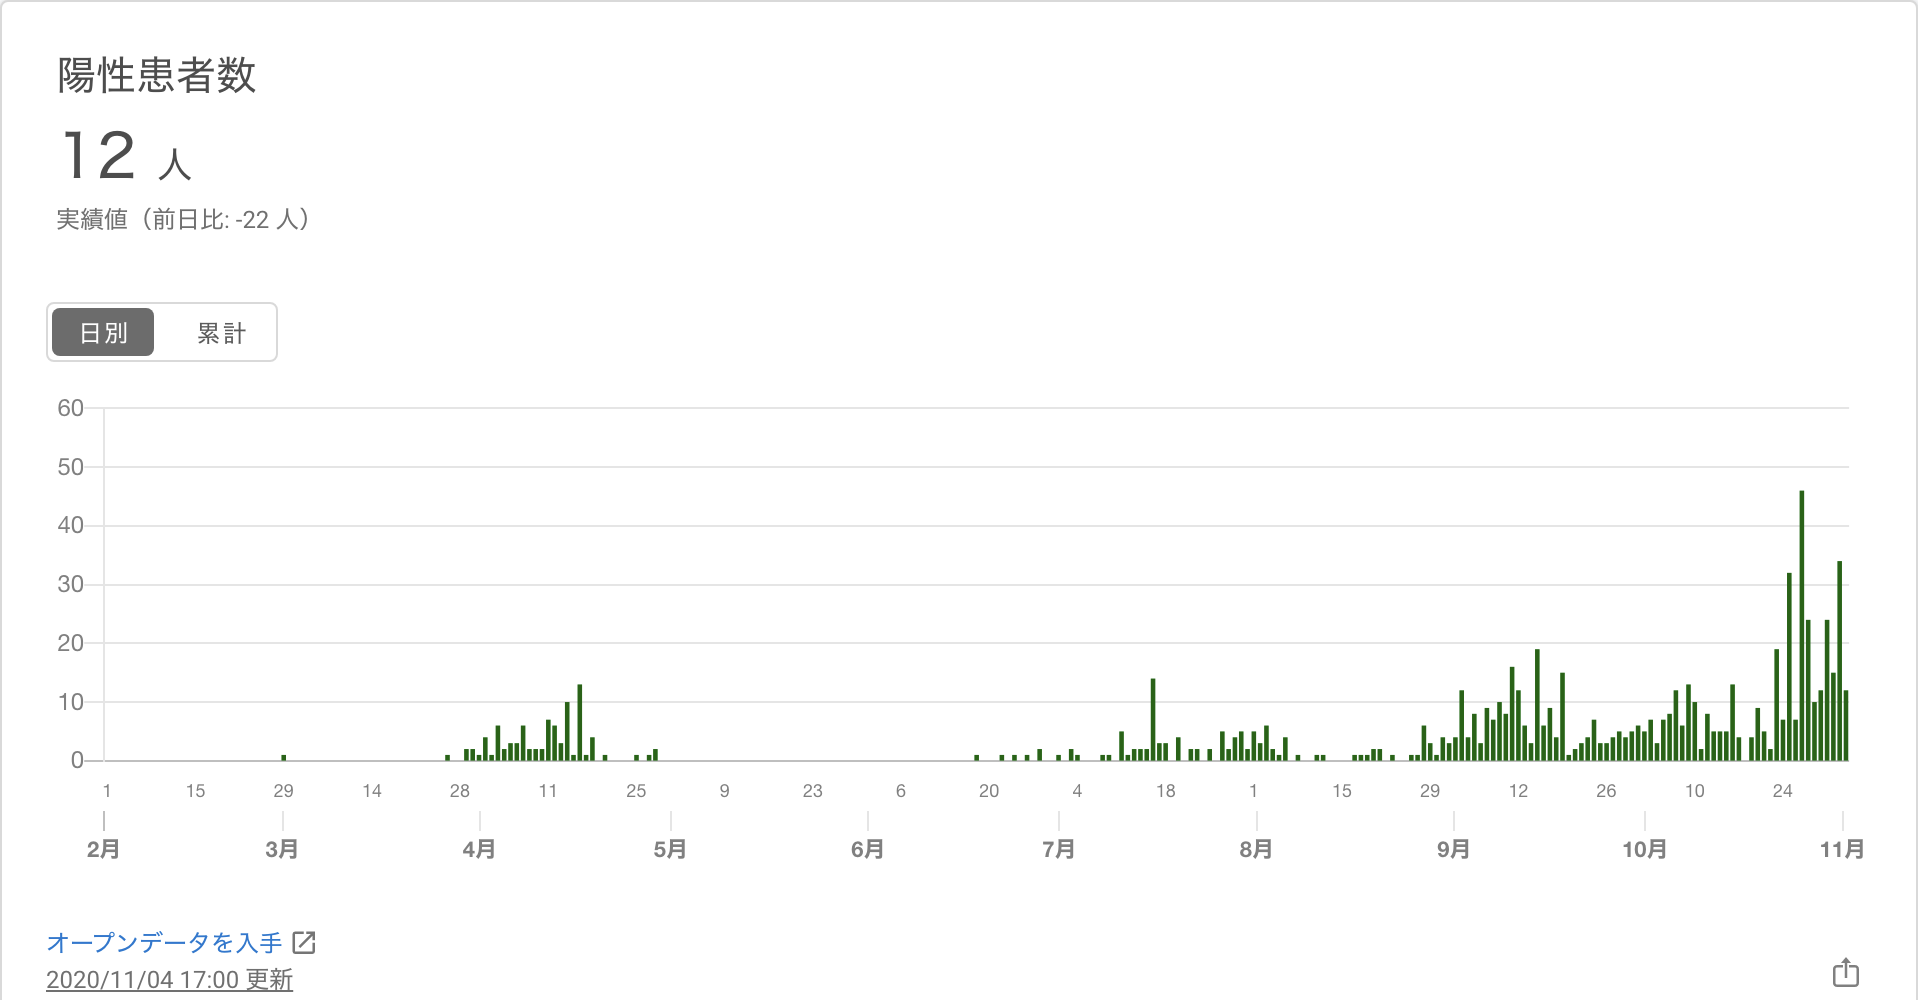 陽性患者数
12 人
実績値（前日比: -22 人）
日別 累計
60
50
40
30
20
10
0
1 15 29 14 28 11 25 9 23 6 20 4 18 1 15 29 12 26 10 24
2月 3月 4月 5月 6月 7月 8月 9月 10月 11月
オープンデータを入手
2020/11/04 17:00 更新